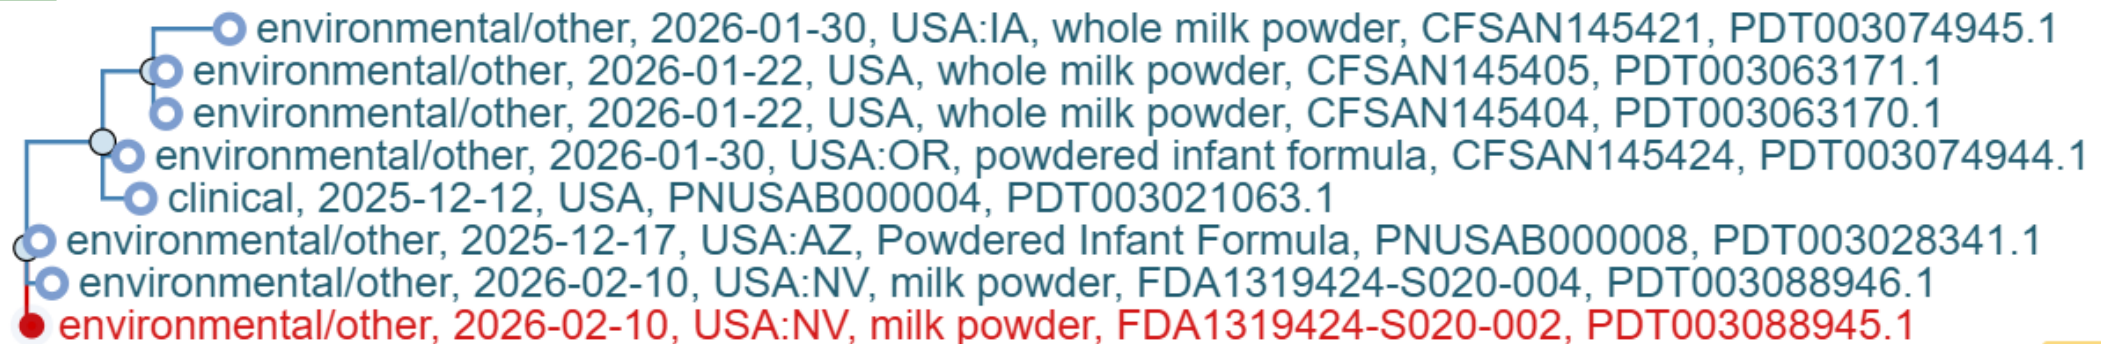 environmental/other, 2026-01-30, USA:IA, whole milk powder, CFSAN145421, PDT003074945.1
environmental/other, 2026-01-22, USA, whole milk powder, CFSAN145405, PDT003063171.1
environmental/other, 2026-01-22, USA, whole milk powder, CFSAN145404, PDT003063170.1
environmental/other, 2026-01-30, USA:OR, powdered infant formula, CFSAN145424, PDT003074944.1
clinical, 2025-12-12, USA, PNUSAB000004, PDT003021063.1
environmental/other, 2025-12-17, USA:AZ, Powdered Infant Formula, PNUSAB000008, PDT003028341.1
environmental/other, 2026-02-10, USA:NV, milk powder, FDA1319424-S020-004, PDT003088946.1
environmental/other, 2026-02-10, USA:NV, milk powder, FDA1319424-S020-002, PDT003088945.1